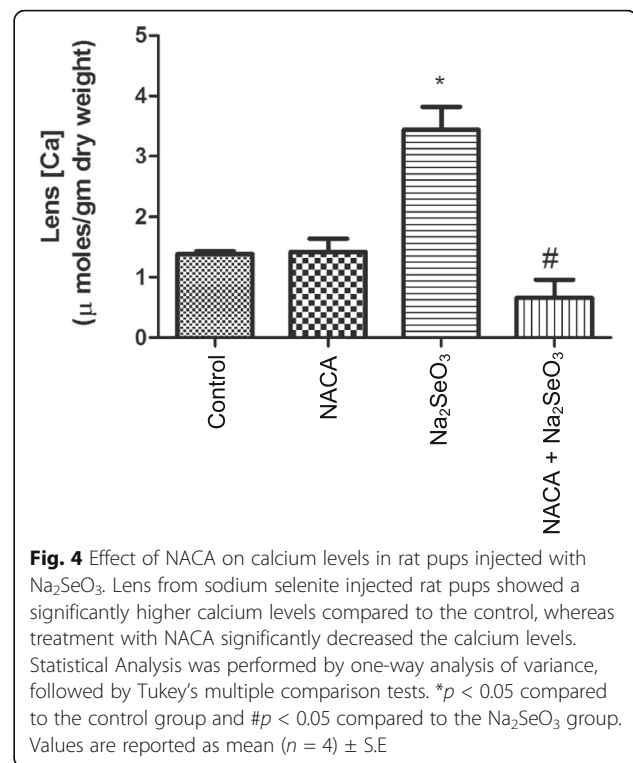 5
4
3
2
1
0
Lens [Ca]
(μ moles/gm dry weight)
*
#
Control
NACA
Na₂SeO₃
NACA + Na₂SeO₃
Fig. 4 Effect of NACA on calcium levels in rat pups injected with
Na₂SeO₃. Lens from sodium selenite injected rat pups showed a
significantly higher calcium levels compared to the control, whereas
treatment with NACA significantly decreased the calcium levels.
Statistical Analysis was performed by one-way analysis of variance,
followed by Tukey’s multiple comparison tests. *p < 0.05 compared
to the control group and #p < 0.05 compared to the Na₂SeO₃ group.
Values are reported as mean (n = 4) ± S.E